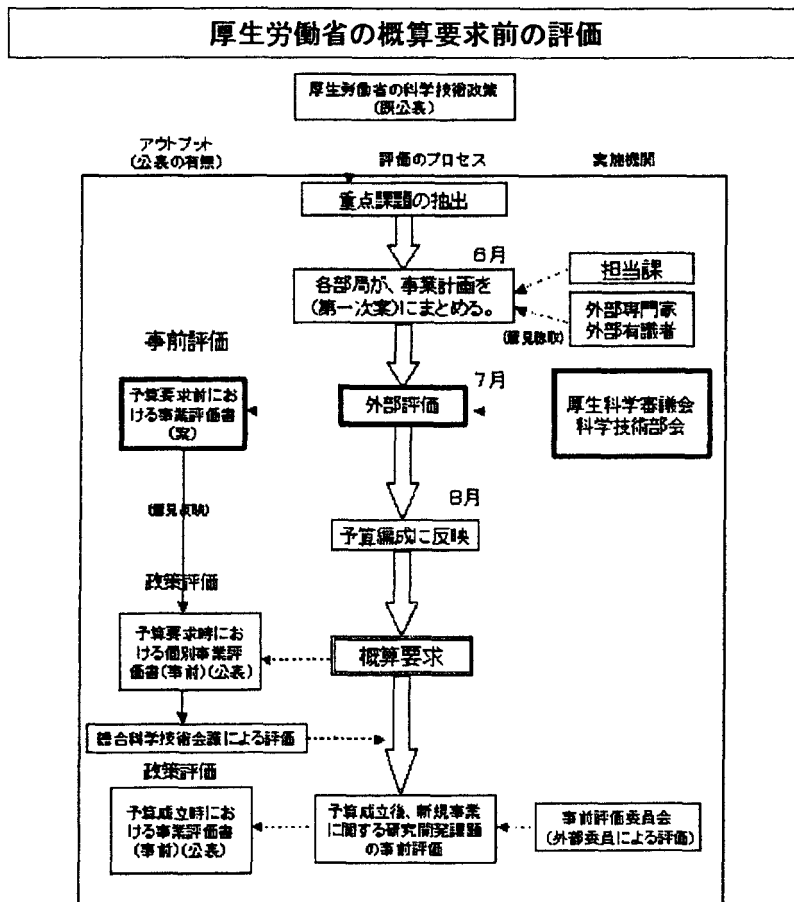 厚生労働省の概算要求前の評価
厚生労働省の科学技術政策
(既公表)
アウトプット
(公表の有無)
評価のプロセス
実施機関
重点課題の抽出
6月
各部局が、事業計画を
(第一次案)にまとめる。
担当課
外部専門家
外部有識者
(意見聴取)
事前評価
7月
予算要求前にお
ける事業評価書
(案)
外部評価
厚生科学審議会
科学技術部会
8月
(意見反映)
予算編成に反映
政策評価
予算要求時にお
ける個別事業評
価書(事前)(公表)
概算要求
総合科学技術会議による評価
政策評価
予算成立時にお
ける事業評価書
(事前)(公表)
予算成立後、新規事業
に関する研究開発課題
の事前評価
事前評価委員会
(外部委員による評価)